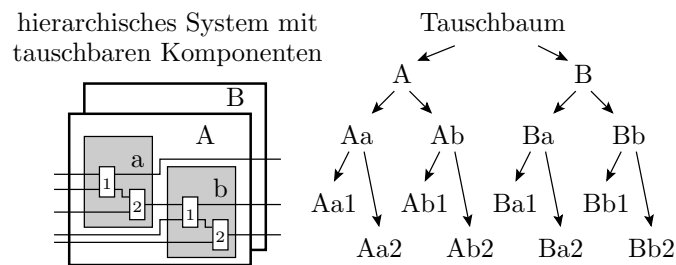 hierarchisches System mit
tauschbaren Komponenten
B
A
a
1
2
b
1
2
Tauschbaum
A B
Aa Ab Ba Bb
Aa1 Ab1 Ba1 Bb1
Aa2 Ab2 Ba2 Bb2